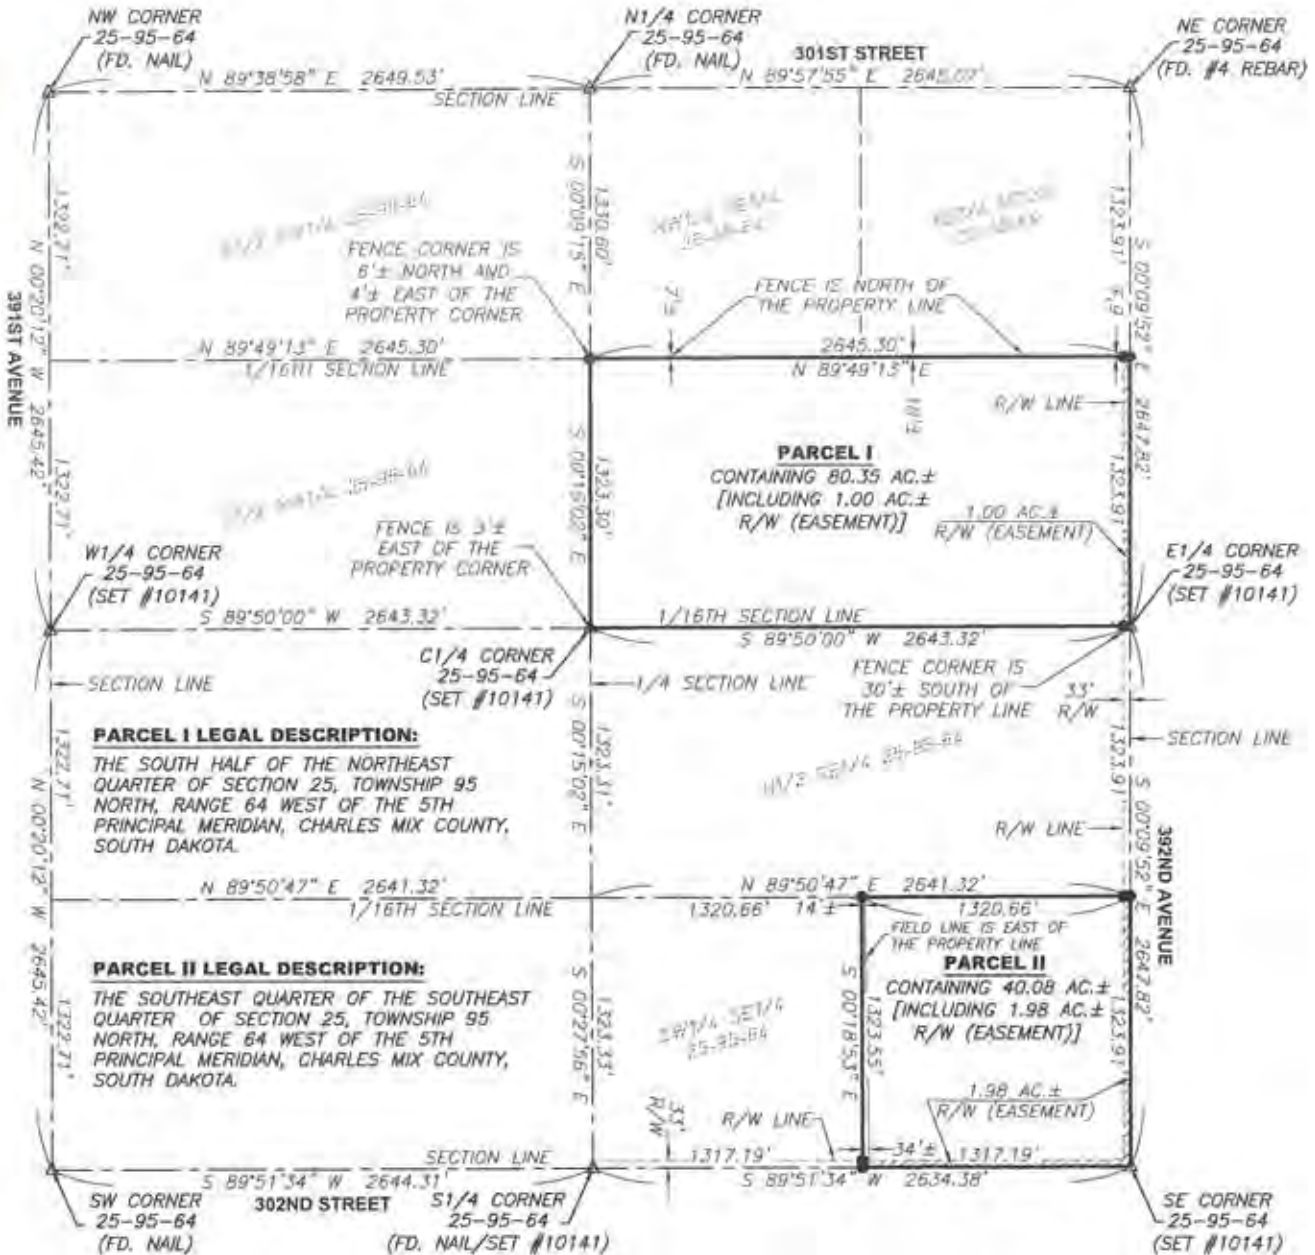 NW CORNER
25-95-64
(FD. NAIL)
N1/4 CORNER
25-95-64
(FD. NAIL)
301ST STREET
NE CORNER
25-95-64
(FD. #4 REBAR)
N 89°38'58" E 2649.53'
SECTION LINE
N 89°57'55" E 2645.07'
1322.71'
N 00°20'12" W 2645.42'
391ST AVENUE
1330.60'
S 00°09'15" E
1323.91'
S 00°09'52" E 2647.82'
FENCE CORNER IS
6'± NORTH AND
4'± EAST OF THE
PROPERTY CORNER
FENCE IS NORTH OF
THE PROPERTY LINE
7'±
N 89°49'13" E 2645.30'
1/16TH SECTION LINE
2645.30'
N 89°49'13" E
R/W LINE
PARCEL I
CONTAINING 80.35 AC.±
[INCLUDING 1.00 AC.±
R/W (EASEMENT)]
1.00 AC.±
R/W (EASEMENT)
1323.91'
1322.71'
1323.30'
FENCE IS 3'±
EAST OF THE
PROPERTY CORNER
W1/4 CORNER
25-95-64
(SET #10141)
E1/4 CORNER
25-95-64
(SET #10141)
S 89°50'00" W 2643.32'
1/16TH SECTION LINE
S 89°50'00" W 2643.32'
C1/4 CORNER
25-95-64
(SET #10141)
SECTION LINE
1/4 SECTION LINE
FENCE CORNER IS
30'± SOUTH OF
THE PROPERTY LINE
33'
R/W
SECTION LINE
PARCEL I LEGAL DESCRIPTION:
THE SOUTH HALF OF THE NORTHEAST
QUARTER OF SECTION 25, TOWNSHIP 95
NORTH, RANGE 64 WEST OF THE 5TH
PRINCIPAL MERIDIAN, CHARLES MIX COUNTY,
SOUTH DAKOTA.
1322.71'
N 00°20'12" W 2645.42'
1323.31'
S 00°15'02" E
1323.91'
S 00°09'52" E 2647.82'
392ND AVENUE
R/W LINE
N 89°50'47" E 2641.32'
1/16TH SECTION LINE
N 89°50'47" E 2641.32'
1320.66' 14'±
1320.66'
FIELD LINE IS EAST OF
THE PROPERTY LINE
PARCEL II
CONTAINING 40.08 AC.±
[INCLUDING 1.98 AC.±
R/W (EASEMENT)]
PARCEL II LEGAL DESCRIPTION:
THE SOUTHEAST QUARTER OF THE SOUTHEAST
QUARTER OF SECTION 25, TOWNSHIP 95
NORTH, RANGE 64 WEST OF THE 5TH
PRINCIPAL MERIDIAN, CHARLES MIX COUNTY,
SOUTH DAKOTA.
1322.71'
1323.33'
S 00°27'56" E
SW1/4 SE1/4
25-95-64
S 00°18'53" E
1323.55'
1323.91'
1.98 AC.±
R/W (EASEMENT)
33'
R/W
R/W LINE
34'±
SECTION LINE
1317.19'
1317.19'
S 89°51'34" W 2644.31'
S 89°51'34" W 2634.38'
302ND STREET
SW CORNER
25-95-64
(FD. NAIL)
S1/4 CORNER
25-95-64
(FD. NAIL/SET #10141)
SE CORNER
25-95-64
(SET #10141)